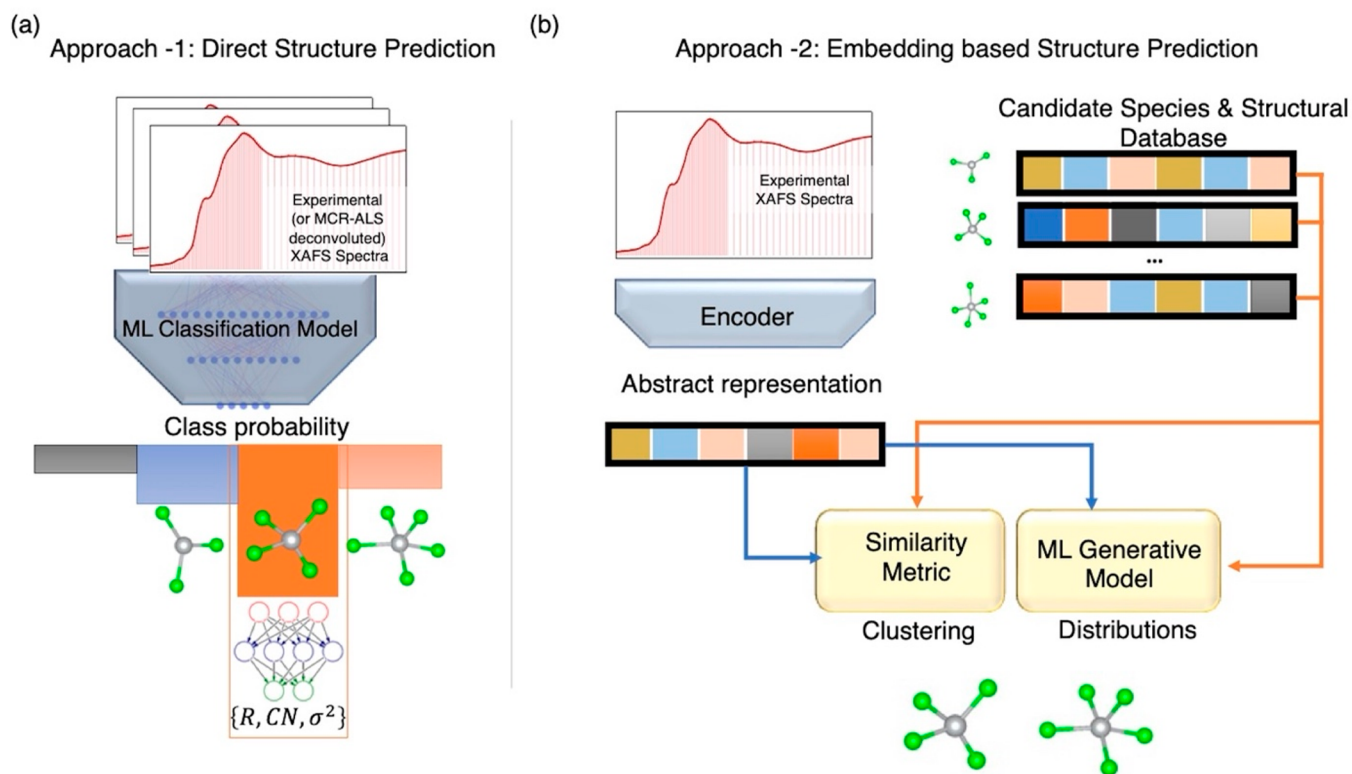 (a)
Approach -1: Direct Structure Prediction
Experimental
(or MCR-ALS
deconvoluted)
XAFS Spectra
ML Classification Model
Class probability
{R, CN, σ²}
(b)
Approach -2: Embedding based Structure Prediction
Experimental
XAFS Spectra
Candidate Species & Structural
Database
...
Encoder
Abstract representation
Similarity
Metric
ML Generative
Model
Clustering
Distributions